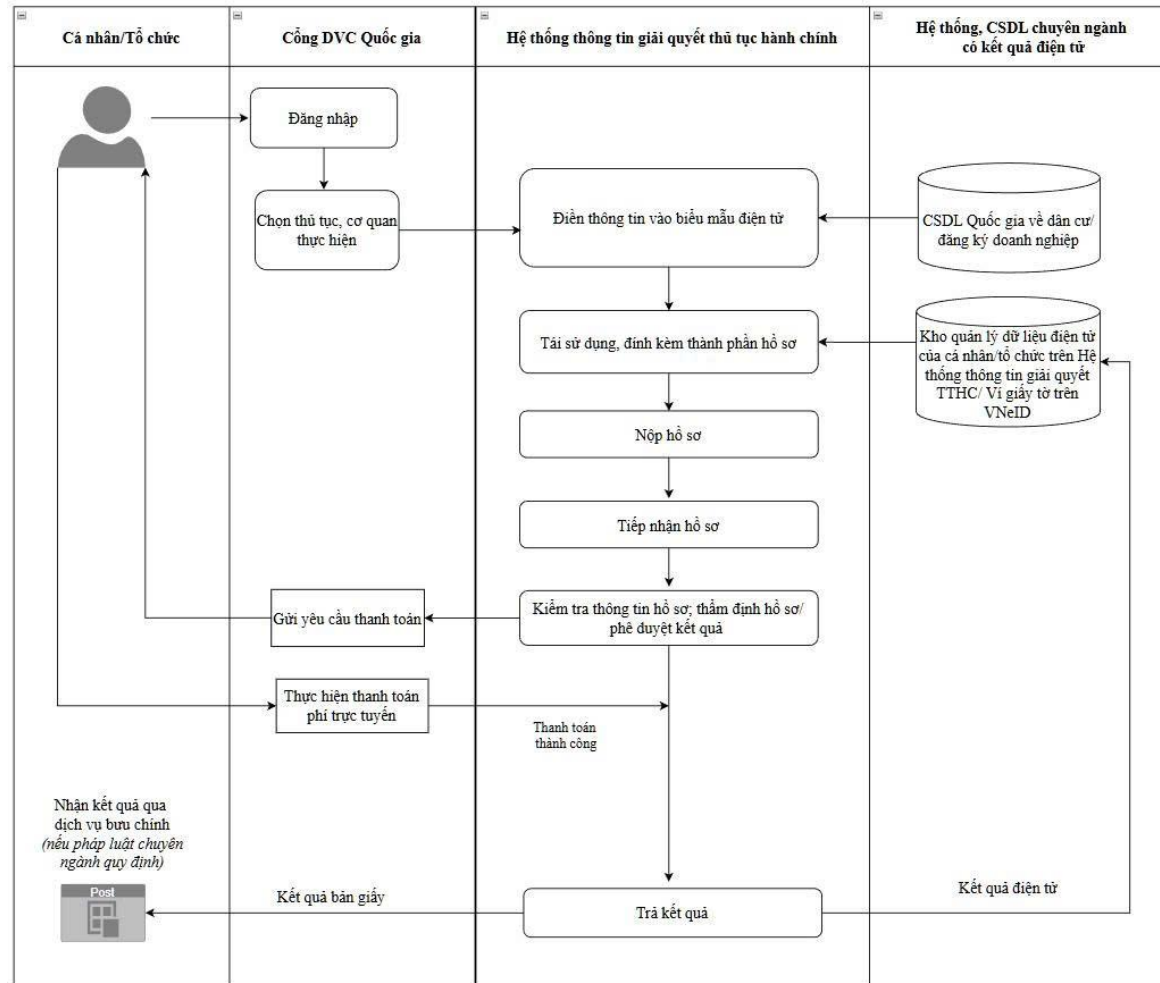 Cá nhân/Tổ chức
Cổng DVC Quốc gia
Hệ thống thông tin giải quyết thủ tục hành chính
Hệ thống, CSDL chuyên ngành
có kết quả điện tử
Đăng nhập
Chọn thủ tục, cơ quan
thực hiện
Điền thông tin vào biểu mẫu điện tử
CSDL Quốc gia về dân cư/
đăng ký doanh nghiệp
Tái sử dụng, đính kèm thành phần hồ sơ
Kho quản lý dữ liệu điện tử
của cá nhân/tổ chức trên Hệ
thống thông tin giải quyết
TTHC/ Ví giấy tờ trên
VNeID
Nộp hồ sơ
Tiếp nhận hồ sơ
Kiểm tra thông tin hồ sơ; thẩm định hồ sơ/
phê duyệt kết quả
Gửi yêu cầu thanh toán
Thực hiện thanh toán
phí trực tuyến
Thanh toán
thành công
Nhận kết quả qua
dịch vụ bưu chính
(nếu pháp luật chuyên
ngành quy định)
Post
Kết quả bản giấy
Trả kết quả
Kết quả điện tử